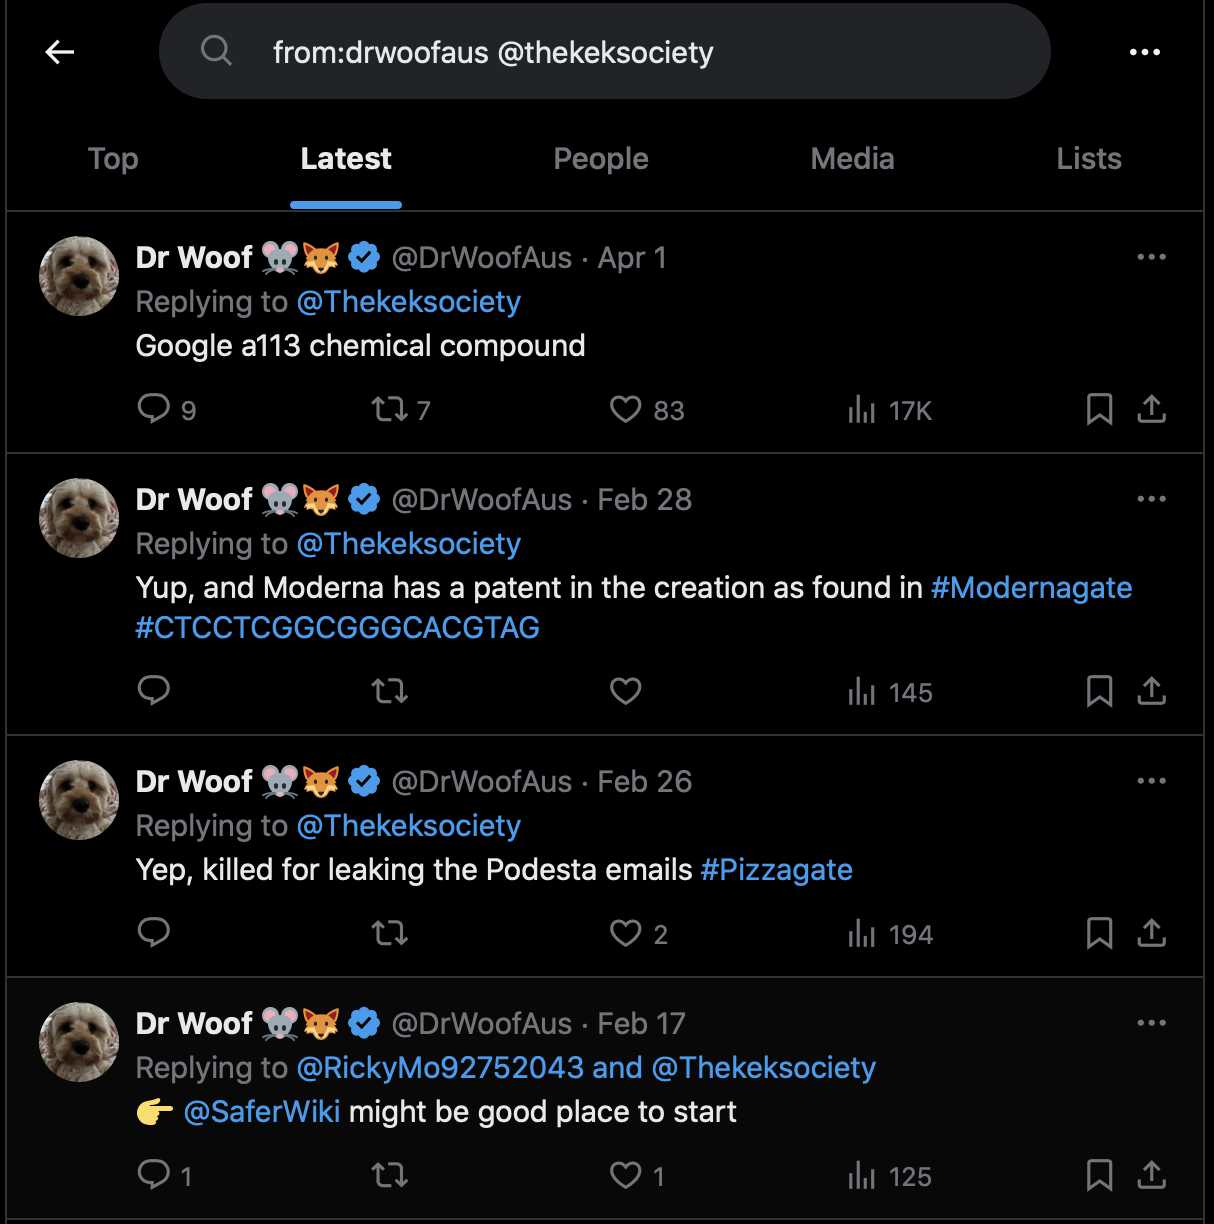 from:drwoofaus @thekeksociety
Top Latest People Media Lists
Dr Woof 🐭🦊 @DrWoofAus · Apr 1
Replying to @Thekeksociety
Google a113 chemical compound
9 7 83 17K
Dr Woof 🐭🦊 @DrWoofAus · Feb 28
Replying to @Thekeksociety
Yup, and Moderna has a patent in the creation as found in #Modernagate
#CTCCTCGGCGGGCACGTAG
145
Dr Woof 🐭🦊 @DrWoofAus · Feb 26
Replying to @Thekeksociety
Yep, killed for leaking the Podesta emails #Pizzagate
2 194
Dr Woof 🐭🦊 @DrWoofAus · Feb 17
Replying to @RickyMo92752043 and @Thekeksociety
👉 @SaferWiki might be good place to start
1 1 125